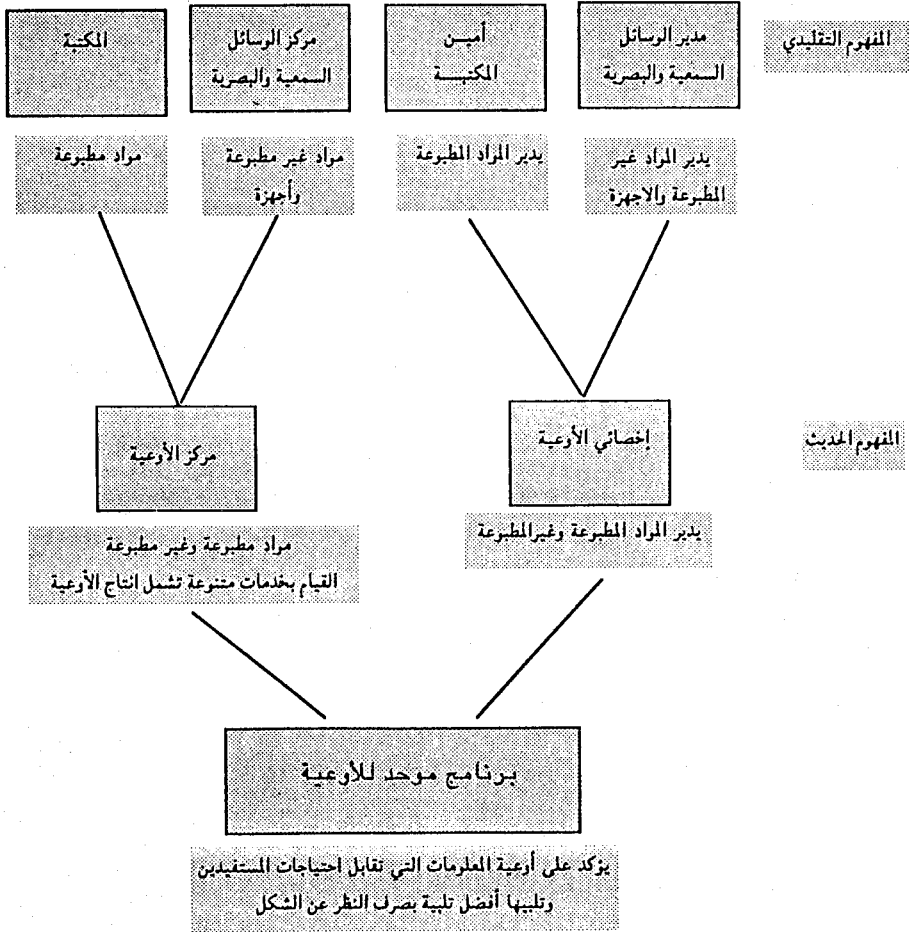 المفهوم التقليدي
مدير الوسائل
السمعية والبصرية
أمين
المكتبة
مركز الوسائل
السمعية والبصرية
المكتبة
يدير المواد غير
المطبوعة والاجهزة
يدير المواد المطبوعة
مواد غير مطبوعة
وأجهزة
مواد مطبوعة
المفهوم الحديث
إخصائي الأوعية
مركز الأوعية
يدير المواد المطبوعة وغيرالمطبوعة
مواد مطبوعة وغير مطبوعة
القيام بخدمات متنوعة تشمل انتاج الأوعية
برنامج موحد للأوعية
يؤكد على أوعية المعلومات التي تقابل احتياجات المستفيدين
وتلبيها أفضل تلبية بصرف النظر عن الشكل